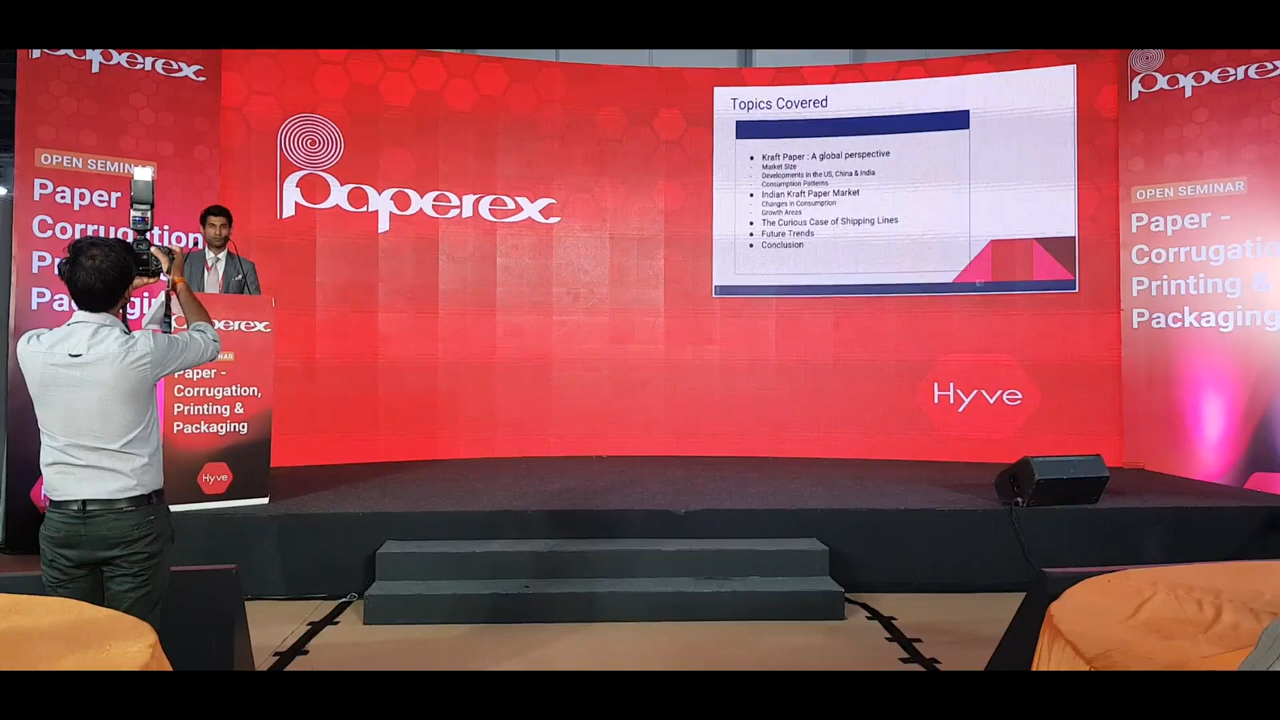 paperex
OPEN SEMINAR
Paper -
Corrugation,
paperex
Topics Covered
● Kraft Paper : A global perspective
- Market Size
- Developments in the US, China & India
- Consumption Patterns
● Indian Kraft Paper Market
- Changes in Consumption
- Growth Areas
● The Curious Case of Shipping Lines
● Future Trends
● Conclusion
Hyve
paperex
Paper -
Corrugation,
Printing &
Packaging
Hyve
paperex
OPEN SEMINAR
Paper -
Corrugatio
Printing &
Packaging